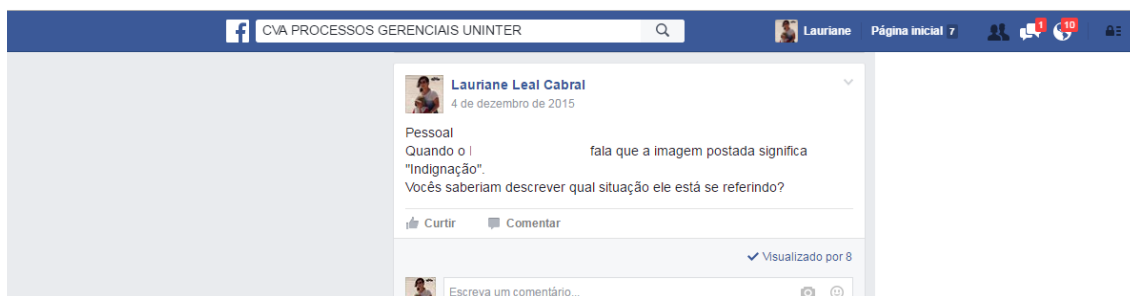 f CVA PROCESSOS GERENCIAIS UNINTER Lauriane Página inicial 7 1 10
Lauriane Leal Cabral
4 de dezembro de 2015
Pessoal
Quando o fala que a imagem postada significa
"Indignação".
Vocês saberiam descrever qual situação ele está se referindo?
Curtir Comentar
Visualizado por 8
Escreva um comentário...